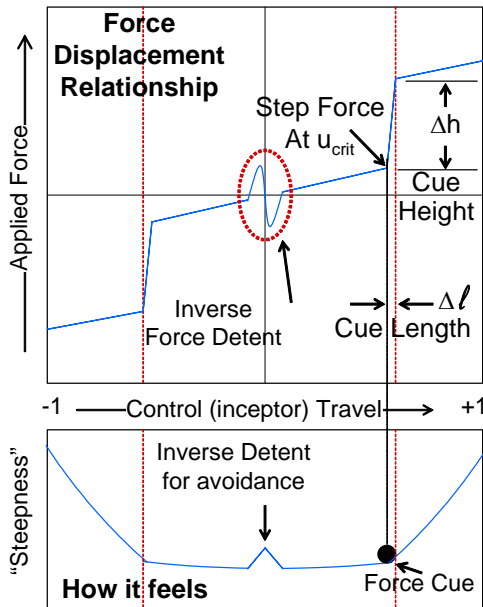 Force
Displacement
Relationship
Step Force
At u_crit
Δh
Cue
Height
Applied Force
Inverse
Force Detent
Δℓ
Cue Length
-1
Control (inceptor) Travel
+1
"Steepness"
Inverse Detent
for avoidance
How it feels
Force Cue